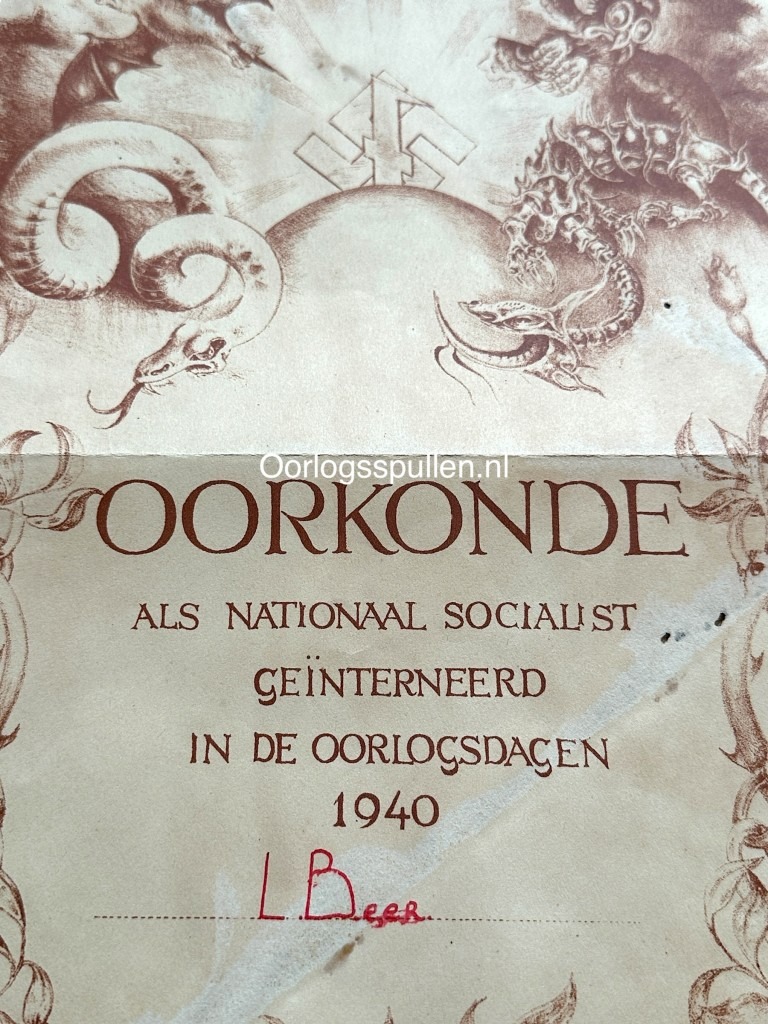 Oorlogsspullen.nl
OORKONDE
ALS NATIONAAL SOCIALIST
GEÏNTERNEERD
IN DE OORLOGSDAGEN
1940
L. Beer